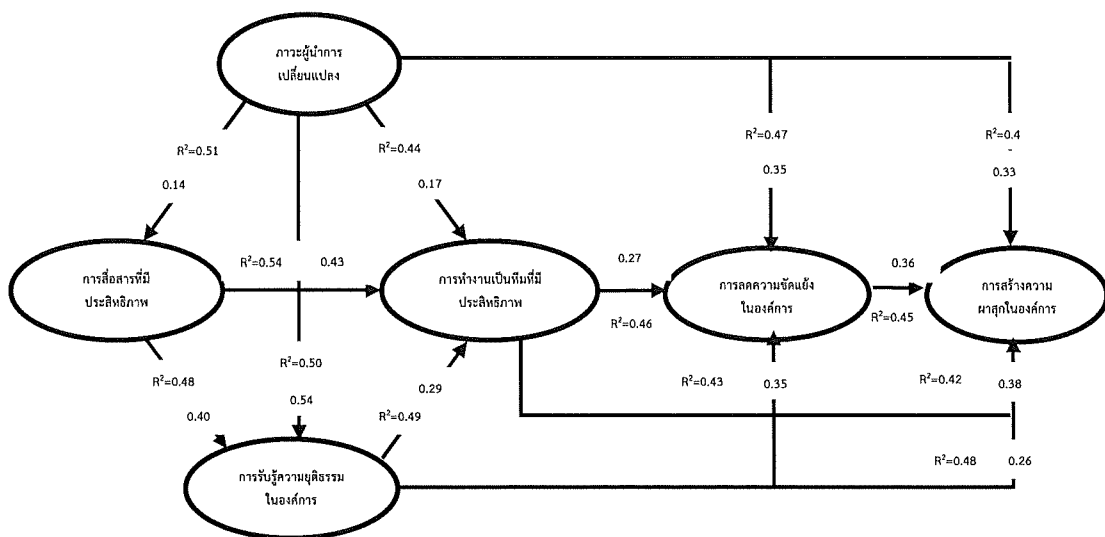 ภาวะผู้นำการ
เปลี่ยนแปลง
R²=0.51
R²=0.44
R²=0.47
R²=0.4
0.14
0.17
0.35
0.33
การสื่อสารที่มี
ประสิทธิภาพ
R²=0.54
0.43
การทำงานเป็นทีมที่มี
ประสิทธิภาพ
0.27
R²=0.46
การลดความขัดแย้ง
ในองค์การ
0.36
R²=0.45
การสร้างความ
ผาสุกในองค์การ
R²=0.48
R²=0.50
0.29
R²=0.43
0.35
R²=0.42
0.38
0.40
0.54
R²=0.49
R²=0.48
0.26
การรับรู้ความยุติธรรม
ในองค์การ